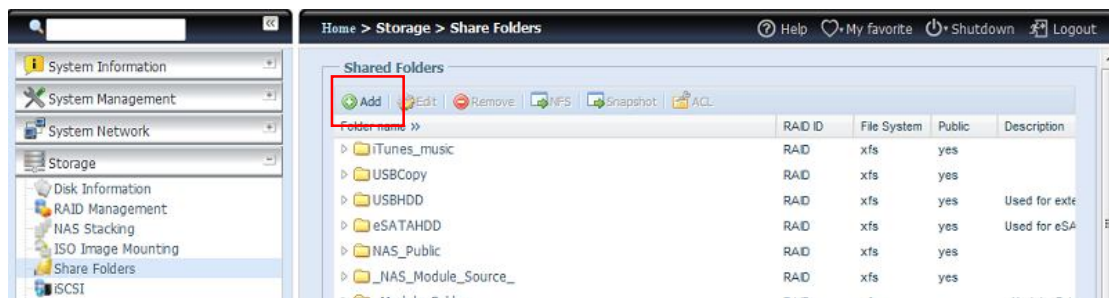 Home > Storage > Share Folders
Help My favorite Shutdown Logout
System Information
System Management
System Network
Storage
Disk Information
RAID Management
NAS Stacking
ISO Image Mounting
Share Folders
iSCSI
Shared Folders
Add Edit Remove NFS Snapshot ACL
Folder name » RAID ID File System Public Description
iTunes_music RAID xfs yes
USBCopy RAID xfs yes
USBHDD RAID xfs yes Used for exte
eSATAHDD RAID xfs yes Used for eSA
NAS_Public RAID xfs yes
_NAS_Module_Source_ RAID xfs yes